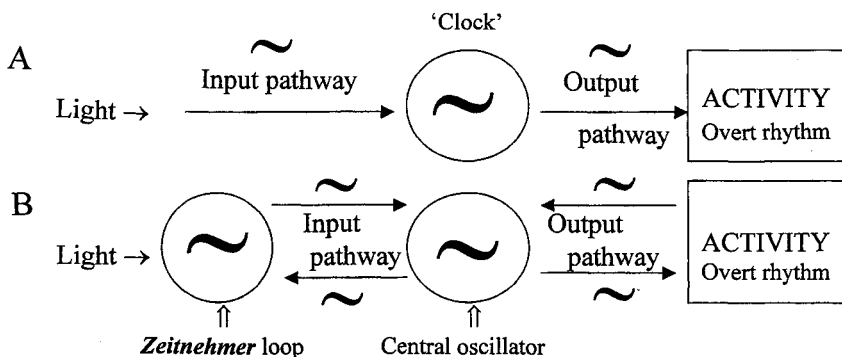 ‘Clock’
A
Input pathway
Output
pathway
Light →
ACTIVITY
Overt rhythm
B
Input
pathway
Output
pathway
Light →
ACTIVITY
Overt rhythm
Zeitnehmer loop
Central oscillator